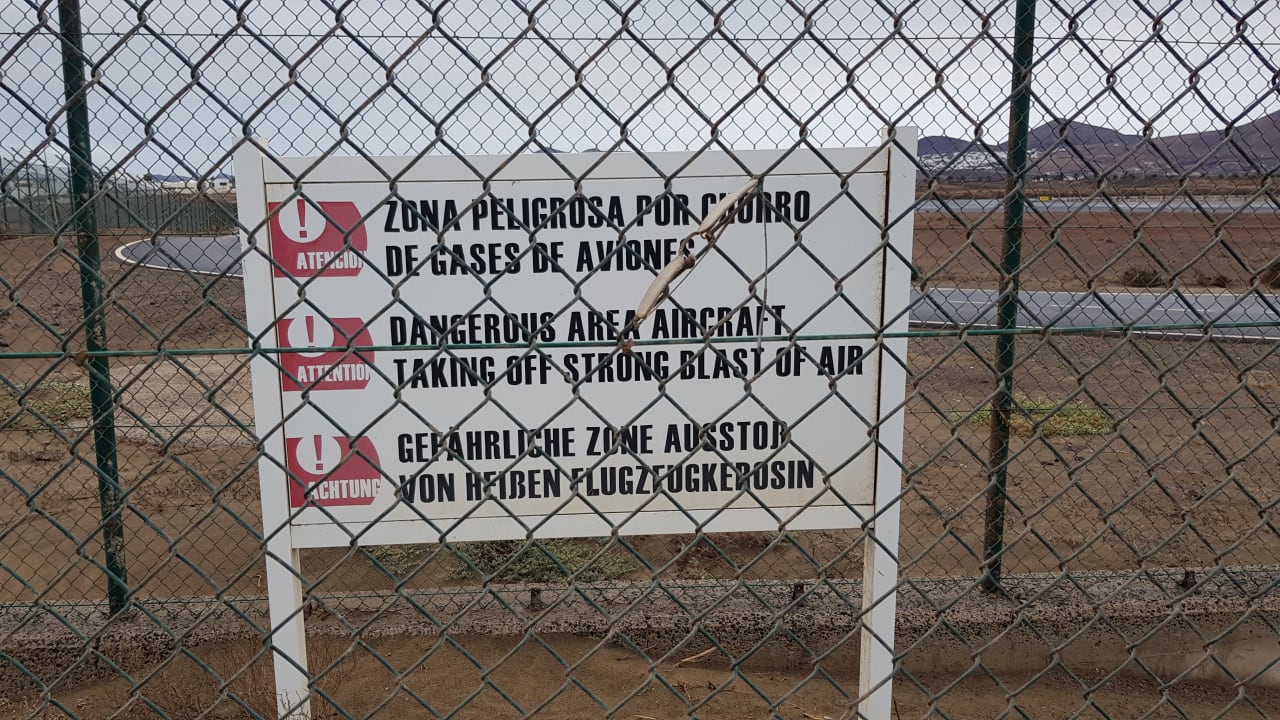 ! ATENCION
ZONA PELIGROSA POR CHORRO
DE GASES DE AVIONES
! ATTENTION
DANGEROUS AREA AIRCRAFT
TAKING OFF STRONG BLAST OF AIR
! ACHTUNG
GEFÄHRLICHE ZONE AUSSTOß
VON HEIßEN FLUGZEUGKEROSIN